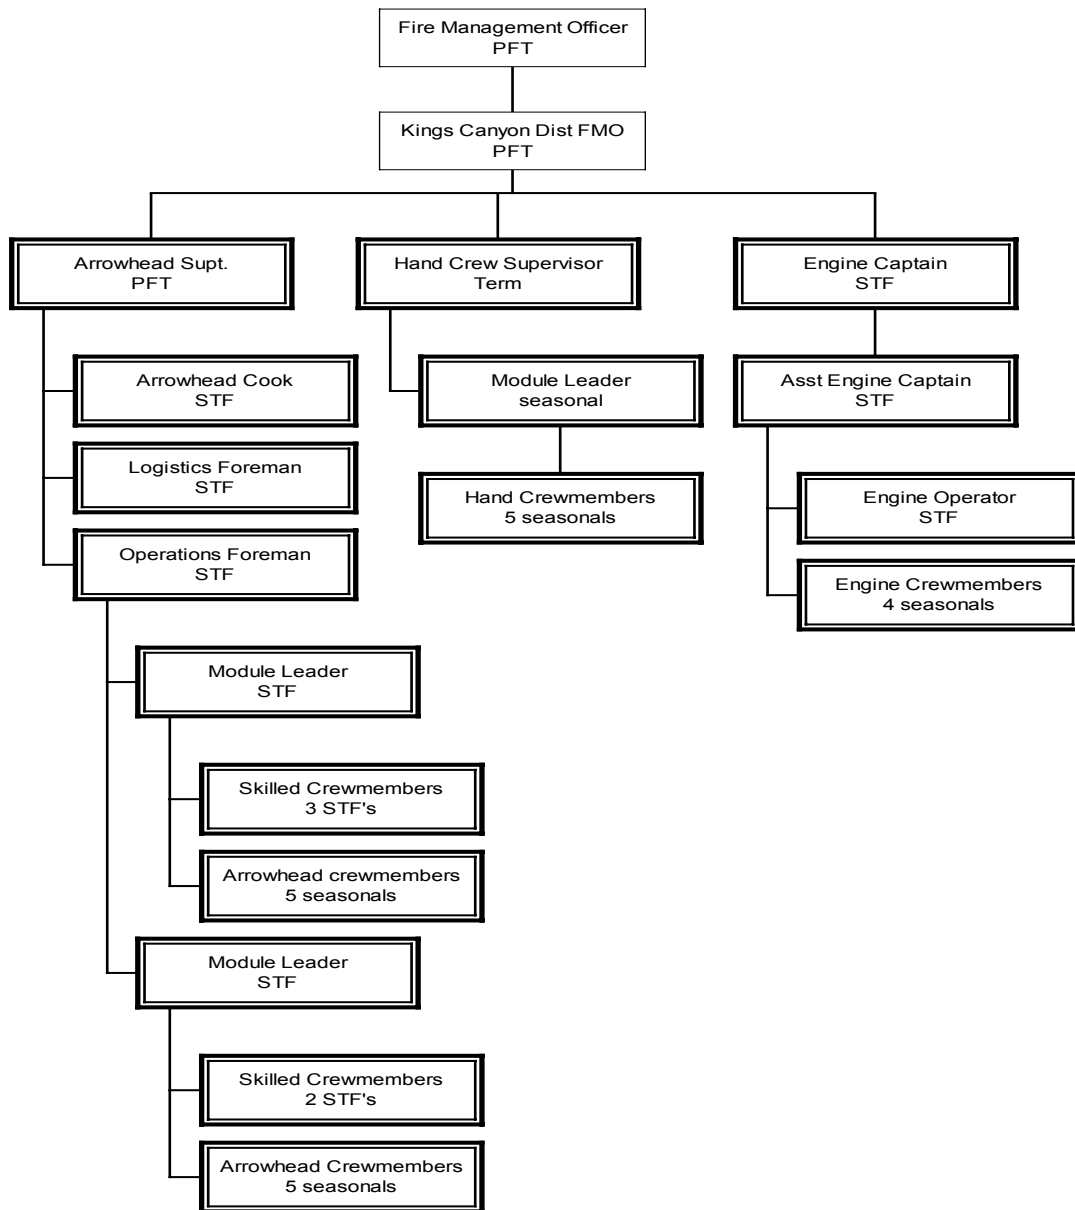 Fire Management Officer
PFT
Kings Canyon Dist FMO
PFT
Arrowhead Supt.
PFT
Hand Crew Supervisor
Term
Engine Captain
STF
Arrowhead Cook
STF
Module Leader
seasonal
Asst Engine Captain
STF
Logistics Foreman
STF
Hand Crewmembers
5 seasonals
Engine Operator
STF
Operations Foreman
STF
Engine Crewmembers
4 seasonals
Module Leader
STF
Skilled Crewmembers
3 STF's
Arrowhead crewmembers
5 seasonals
Module Leader
STF
Skilled Crewmembers
2 STF's
Arrowhead Crewmembers
5 seasonals